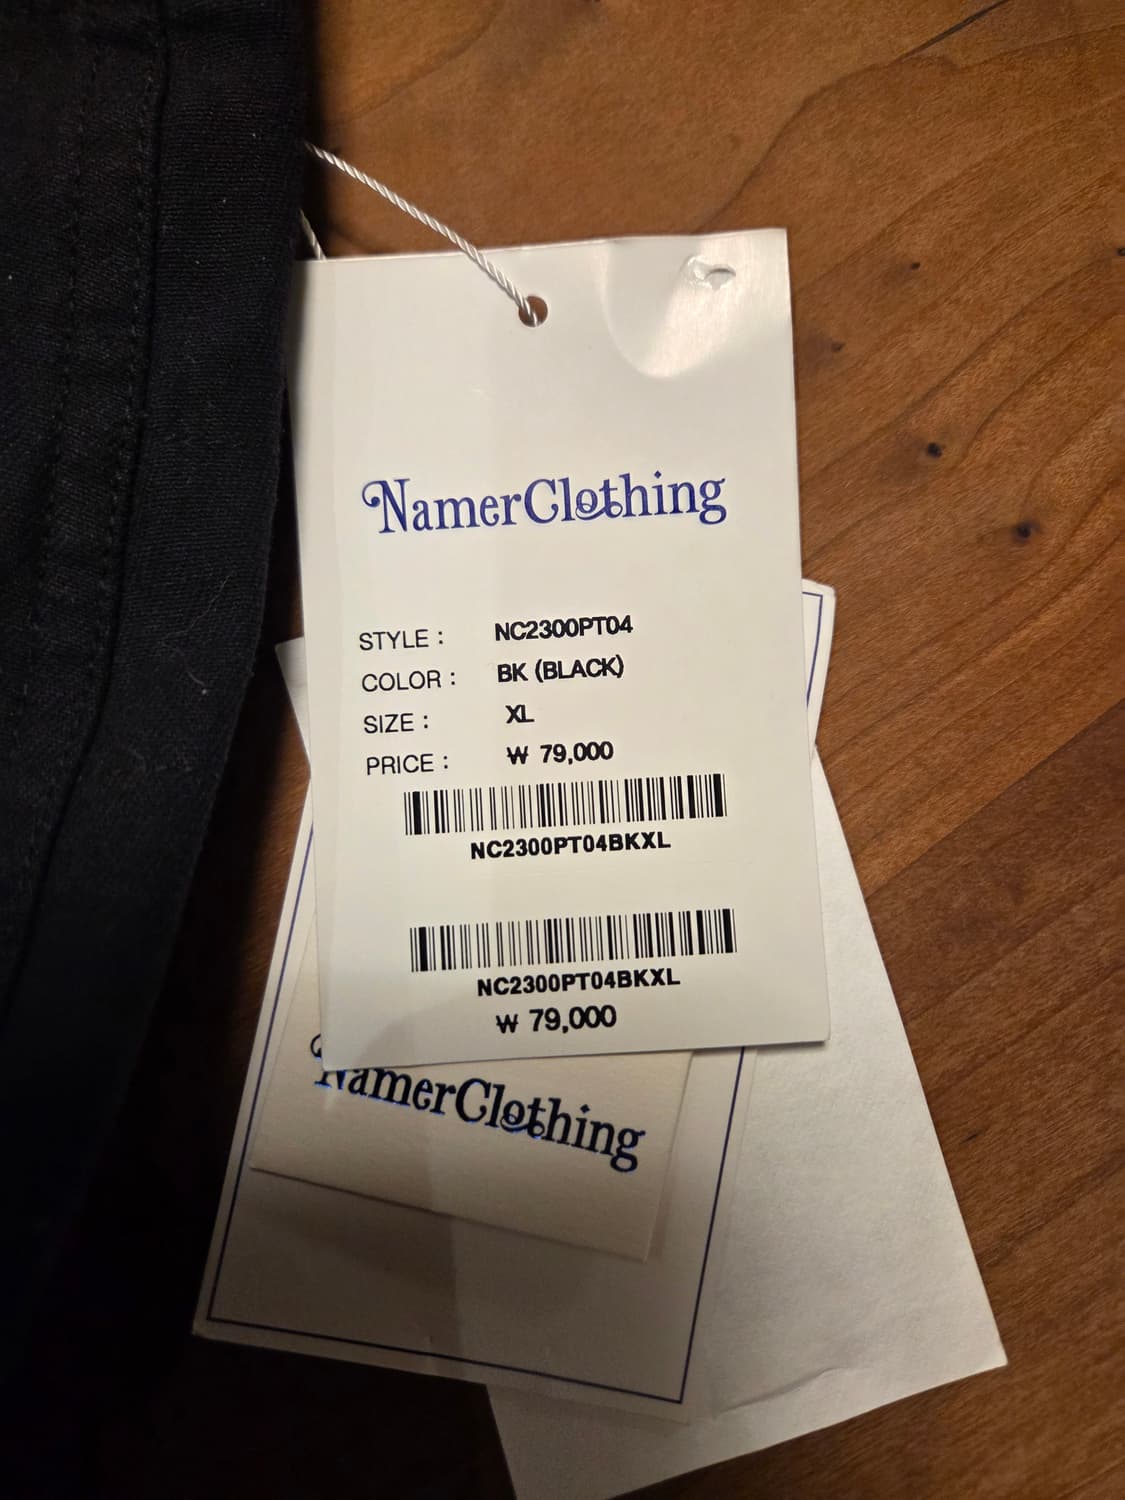 NamerClothing
STYLE : NC2300PT04
COLOR : BK (BLACK)
SIZE : XL
PRICE : ₩ 79,000
NC2300PT04BKXL
NC2300PT04BKXL
₩ 79,000
NamerClothing